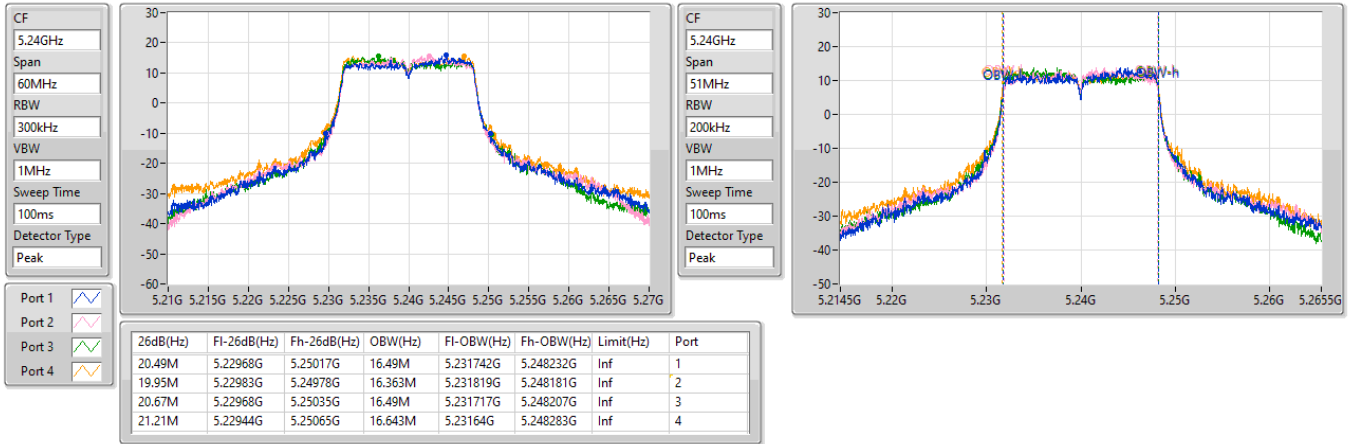 CF
5.24GHz
Span
60MHz
RBW
300kHz
VBW
1MHz
Sweep Time
100ms
Detector Type
Peak
Port 1
Port 2
Port 3
Port 4
30-
20-
10-
0-
-10-
-20-
-30-
-40-
-50-
-60-
5.21G 5.215G 5.22G 5.225G 5.23G 5.235G 5.24G 5.245G 5.25G 5.255G 5.26G 5.265G 5.27G
CF
5.24GHz
Span
51MHz
RBW
200kHz
VBW
1MHz
Sweep Time
100ms
Detector Type
Peak
30-
20-
10-
0-
-10-
-20-
-30-
-40-
-50-
5.2145G 5.22G 5.23G 5.24G 5.25G 5.26G 5.2655G
26dB(Hz) Fl-26dB(Hz) Fh-26dB(Hz) OBW(Hz) Fl-OBW(Hz) Fh-OBW(Hz) Limit(Hz) Port
20.49M 5.22968G 5.25017G 16.49M 5.231742G 5.248232G Inf 1
19.95M 5.22983G 5.24978G 16.363M 5.231819G 5.248181G Inf 2
20.67M 5.22968G 5.25035G 16.49M 5.231717G 5.248207G Inf 3
21.21M 5.22944G 5.25065G 16.643M 5.23164G 5.248283G Inf 4